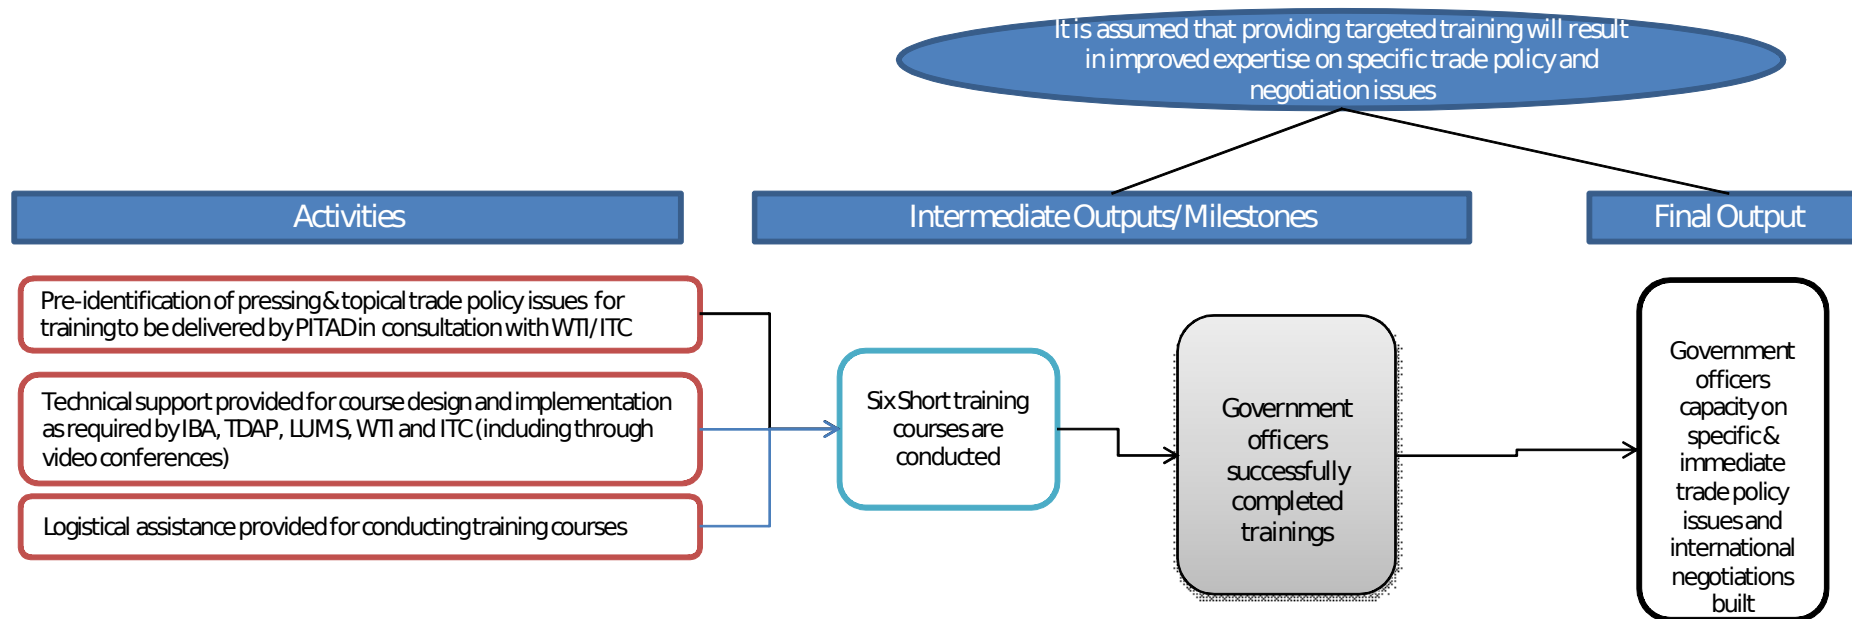 It is assumed that providing targeted training will result
in improved expertise on specific trade policy and
negotiation issues
Activities
Intermediate Outputs/ Milestones
Final Output
Pre-identification of pressing & topical trade policy issues for
training to be delivered by PITAD in consultation with WTI/ ITC
Technical support provided for course design and implementation
as required by IBA, TDAP, LUMS, WTI and ITC (including through
video conferences)
Logistical assistance provided for conducting training courses
Six Short training
courses are
conducted
Government
officers
successfully
completed
trainings
Government
officers
capacity on
specific &
immediate
trade policy
issues and
international
negotiations
built